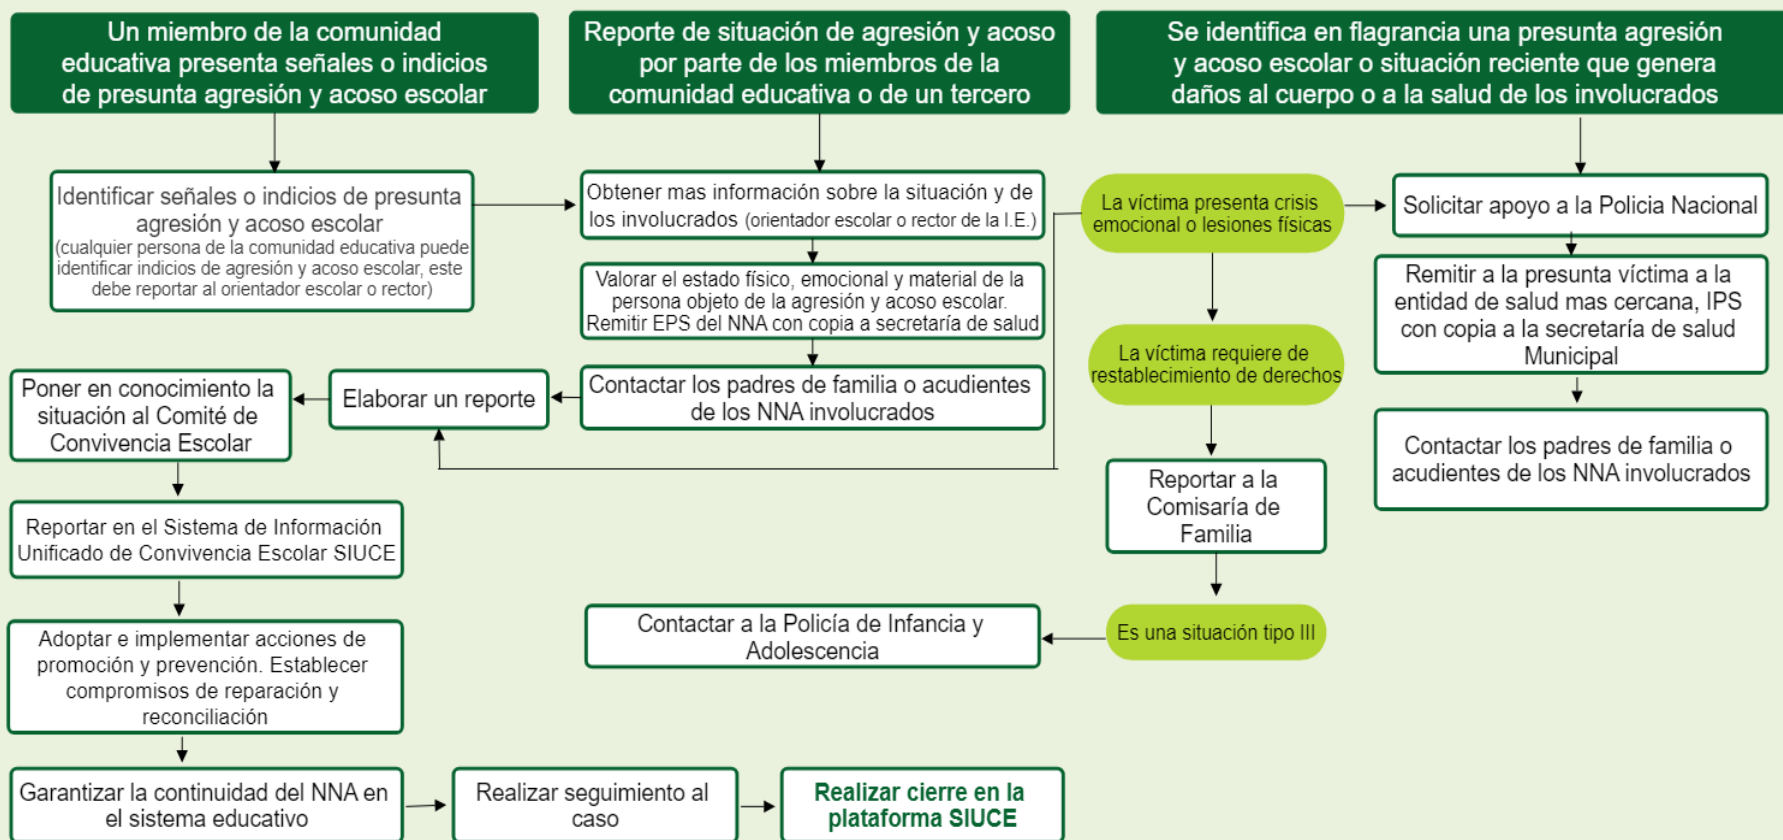 Un miembro de la comunidad
educativa presenta señales o indicios
de presunta agresión y acoso escolar
Reporte de situación de agresión y acoso
por parte de los miembros de la
comunidad educativa o de un tercero
Se identifica en flagrancia una presunta agresión
y acoso escolar o situación reciente que genera
daños al cuerpo o a la salud de los involucrados
Identificar señales o indicios de presunta
agresión y acoso escolar
(cualquier persona de la comunidad educativa puede
identificar indicios de agresión y acoso escolar, este
debe reportar al orientador escolar o rector)
Obtener mas información sobre la situación y de
los involucrados (orientador escolar o rector de la I.E.)
La víctima presenta crisis
emocional o lesiones físicas
Solicitar apoyo a la Policia Nacional
Valorar el estado físico, emocional y material de la
persona objeto de la agresión y acoso escolar.
Remitir EPS del NNA con copia a secretaría de salud
Remitir a la presunta víctima a la
entidad de salud mas cercana, IPS
con copia a la secretaría de salud
Municipal
La víctima requiere de
restablecimiento de derechos
Poner en conocimiento la
situación al Comité de
Convivencia Escolar
Elaborar un reporte
Contactar los padres de familia o acudientes
de los NNA involucrados
Contactar los padres de familia o
acudientes de los NNA involucrados
Reportar a la
Comisaría de
Familia
Reportar en el Sistema de Información
Unificado de Convivencia Escolar SIUCE
Contactar a la Policía de Infancia y
Adolescencia
Es una situación tipo III
Adoptar e implementar acciones de
promoción y prevención. Establecer
compromisos de reparación y
reconciliación
Garantizar la continuidad del NNA en
el sistema educativo
Realizar seguimiento al
caso
Realizar cierre en la
plataforma SIUCE